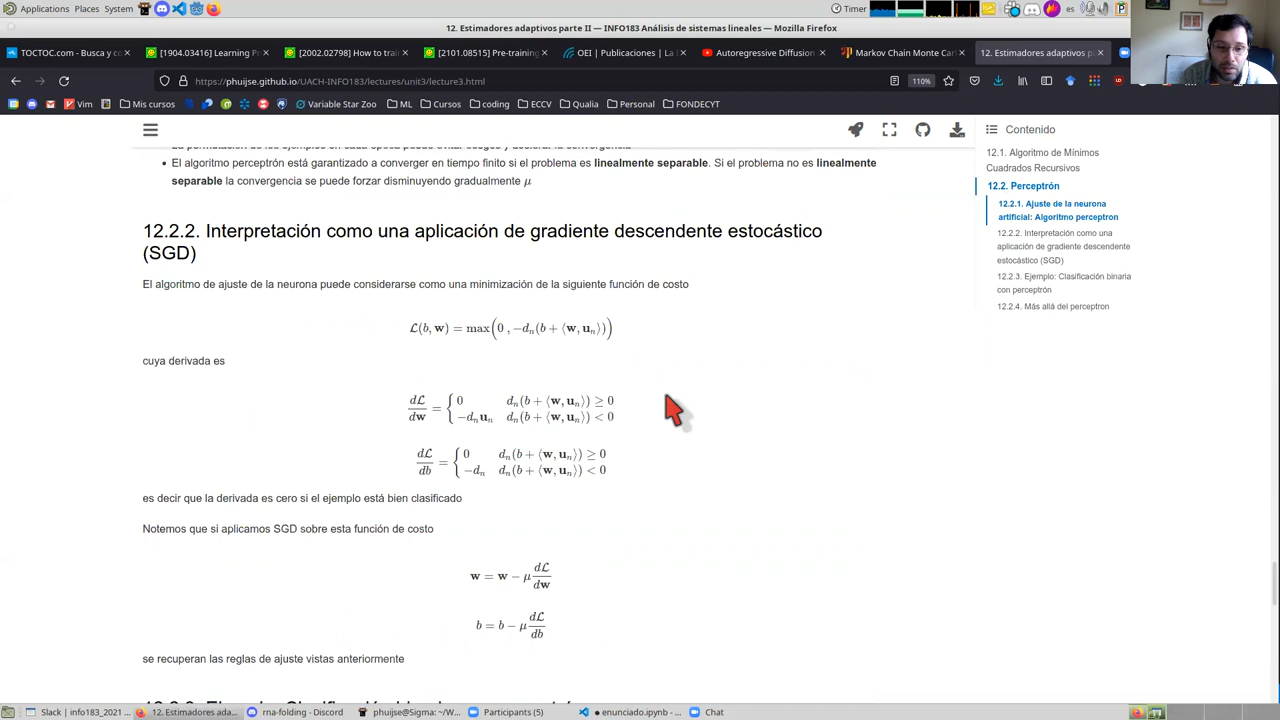 Applications Places System
Timer
es
12. Estimadores adaptivos parte II — INFO183 Análisis de sistemas lineales — Mozilla Firefox
TOCTOC.com - Busca y co
[1904.03416] Learning Pr
[2002.02798] How to train
[2107.08515] Pre-trained
OEI | Publicaciones | La
Autoregressive Diffusion
Markov Chain Monte Carl
12. Estimadores adaptivos pa
https://phuijse.github.io/UACH-INFO183/lectures/unit3/lecture3.html
110%
Vim
Mis cursos
Variable Star Zoo
ML
Cursos
coding
ECCV
Qualia
Personal
FONDECYT
Contenido
12.1. Algoritmo de Mínimos
Cuadrados Recursivos
12.2. Perceptrón
12.2.1. Ajuste de la neurona
artificial: Algoritmo perceptron
12.2.2. Interpretación como una
aplicación de gradiente descendente
estocástico (SGD)
12.2.3. Ejemplo: Clasificación binaria
con perceptrón
12.2.4. Más allá del perceptron
• El algoritmo perceptrón está garantizado a converger en tiempo finito si el problema es linealmente separable. Si el problema no es linealmente
separable la convergencia se puede forzar disminuyendo gradualmente μ
12.2.2. Interpretación como una aplicación de gradiente descendente estocástico
(SGD)
El algoritmo de ajuste de la neurona puede considerarse como una minimización de la siguiente función de costo
ℒ(b, w) = max(0 , −dₙ(b + ⟨w, uₙ⟩))
cuya derivada es
dℒ/dw = { 0 dₙ(b + ⟨w, uₙ⟩) ≥ 0
−dₙuₙ dₙ(b + ⟨w, uₙ⟩) < 0
dℒ/db = { 0 dₙ(b + ⟨w, uₙ⟩) ≥ 0
−dₙ dₙ(b + ⟨w, uₙ⟩) < 0
es decir que la derivada es cero si el ejemplo está bien clasificado
Notemos que si aplicamos SGD sobre esta función de costo
w = w − μ dℒ/dw
b = b − μ dℒ/db
se recuperan las reglas de ajuste vistas anteriormente
Slack | info183_2021 ...
12. Estimadores ada...
rna-folding - Discord
phuijse@Sigma: ~/W...
Participants (5)
• enunciado.ipynb - ...
Chat